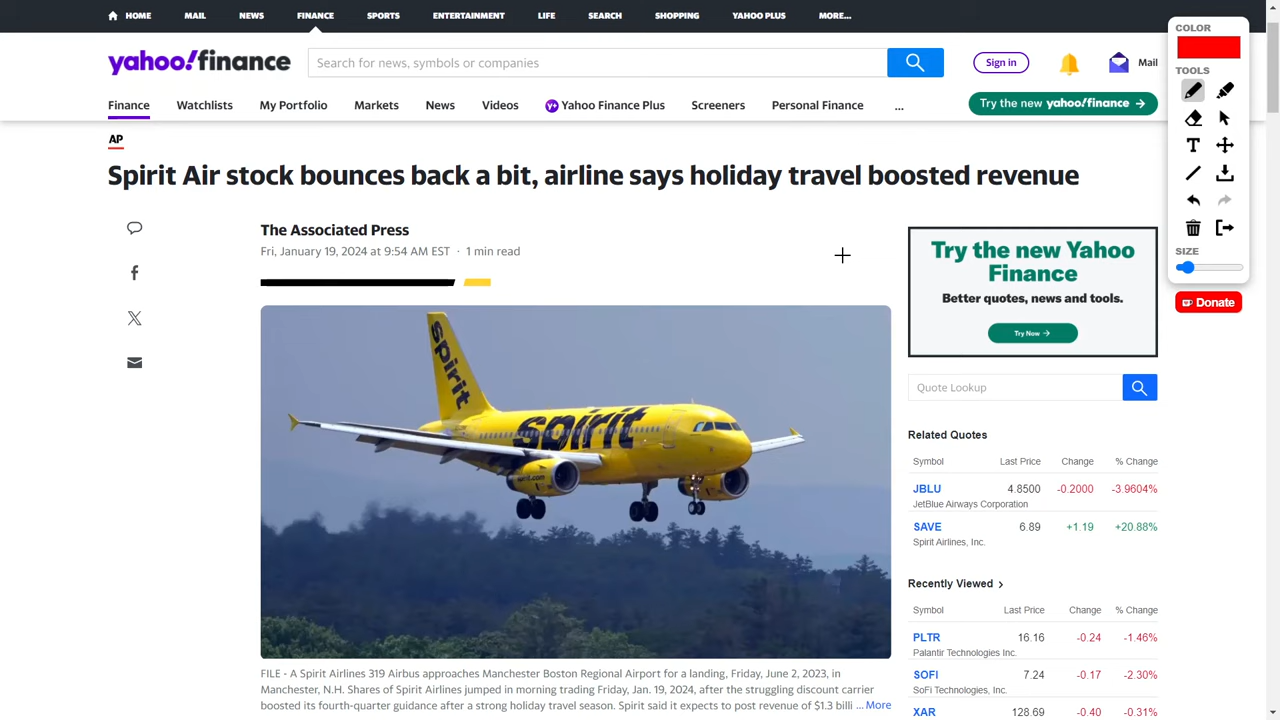 HOME MAIL NEWS FINANCE SPORTS ENTERTAINMENT LIFE SEARCH SHOPPING YAHOO PLUS MORE...
yahoo!finance
Search for news, symbols or companies
Sign in
Mail
Finance Watchlists My Portfolio Markets News Videos Yahoo Finance Plus Screeners Personal Finance ...
Try the new yahoo!finance →
COLOR
TOOLS
T
SIZE
Donate
AP
Spirit Air stock bounces back a bit, airline says holiday travel boosted revenue
The Associated Press
Fri, January 19, 2024 at 9:54 AM EST · 1 min read
spirit
spirit
spirit.com
FILE - A Spirit Airlines 319 Airbus approaches Manchester Boston Regional Airport for a landing, Friday, June 2, 2023, in
Manchester, N.H. Shares of Spirit Airlines jumped in morning trading Friday, Jan. 19, 2024, after the struggling discount carrier
boosted its fourth-quarter guidance after a strong holiday travel season. Spirit said it expects to post revenue of $1.3 billi ...More
Try the new Yahoo
Finance
Better quotes, news and tools.
Try Now →
Quote Lookup
Related Quotes
Symbol Last Price Change % Change
JBLU 4.8500 -0.2000 -3.9604%
JetBlue Airways Corporation
SAVE 6.89 +1.19 +20.88%
Spirit Airlines, Inc.
Recently Viewed >
Symbol Last Price Change % Change
PLTR 16.16 -0.24 -1.46%
Palantir Technologies Inc.
SOFI 7.24 -0.17 -2.30%
SoFi Technologies, Inc.
XAR 128.69 -0.40 -0.31%